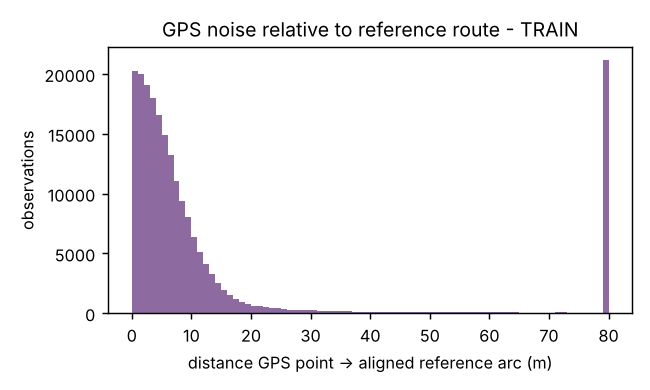 GPS noise relative to reference route - TRAIN
20000
15000
10000
5000
0
observations
0 10 20 30 40 50 60 70 80
distance GPS point → aligned reference arc (m)